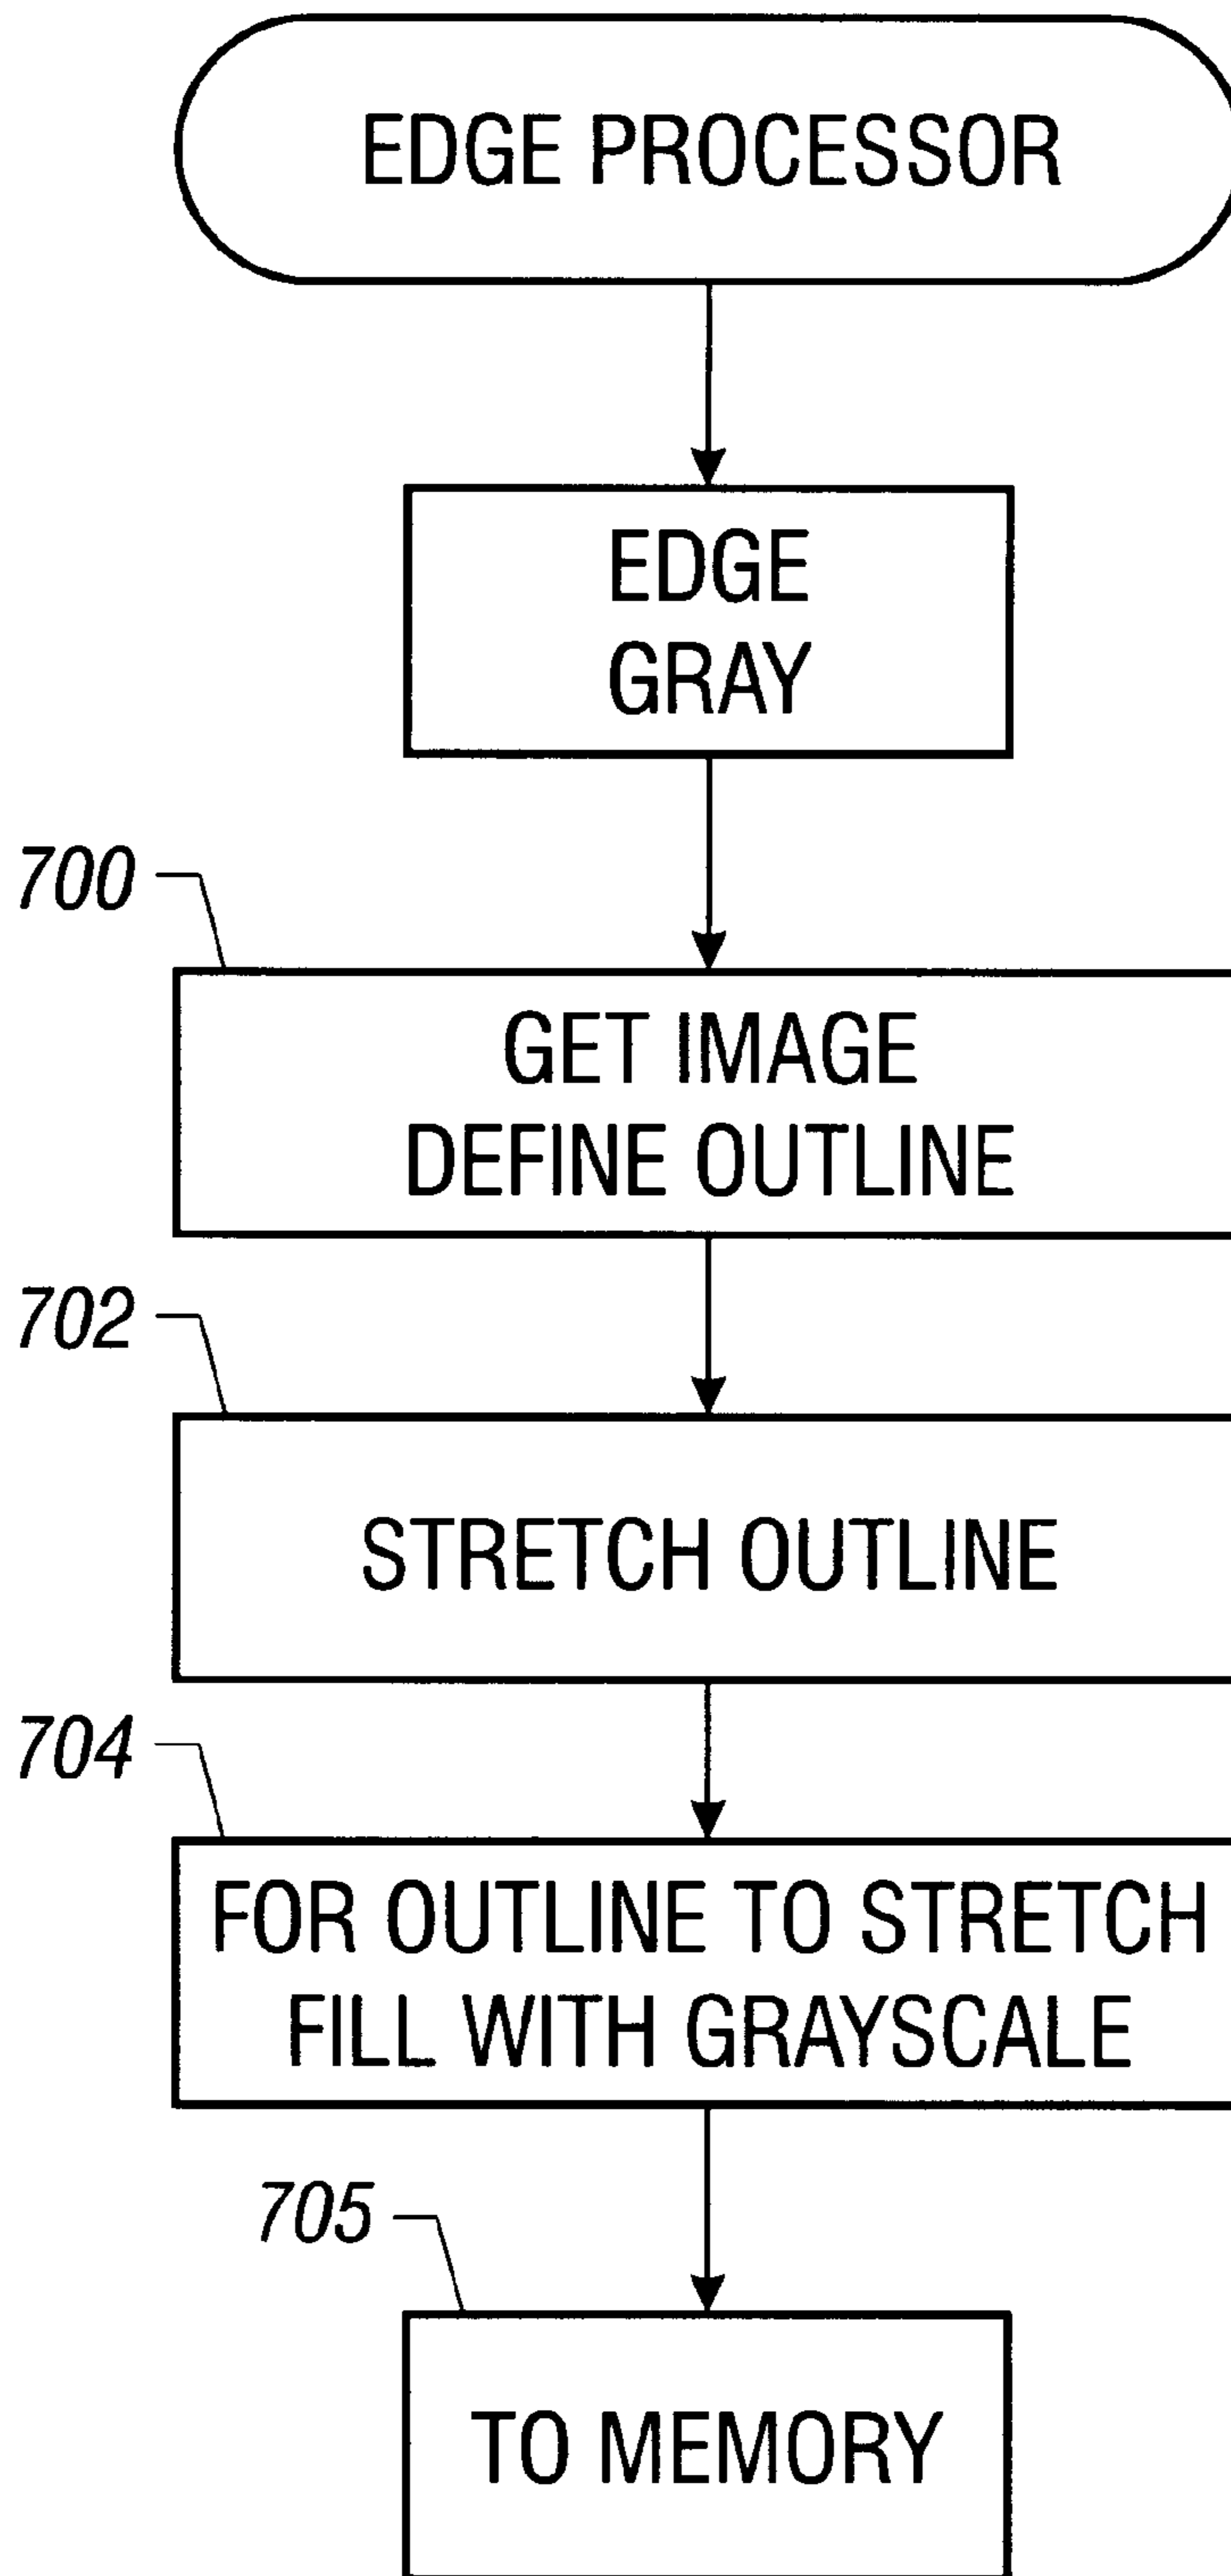 EDGE PROCESSOR
EDGE
GRAY
700
GET IMAGE
DEFINE OUTLINE
702
STRETCH OUTLINE
704
FOR OUTLINE TO STRETCH
FILL WITH GRAYSCALE
705
TO MEMORY